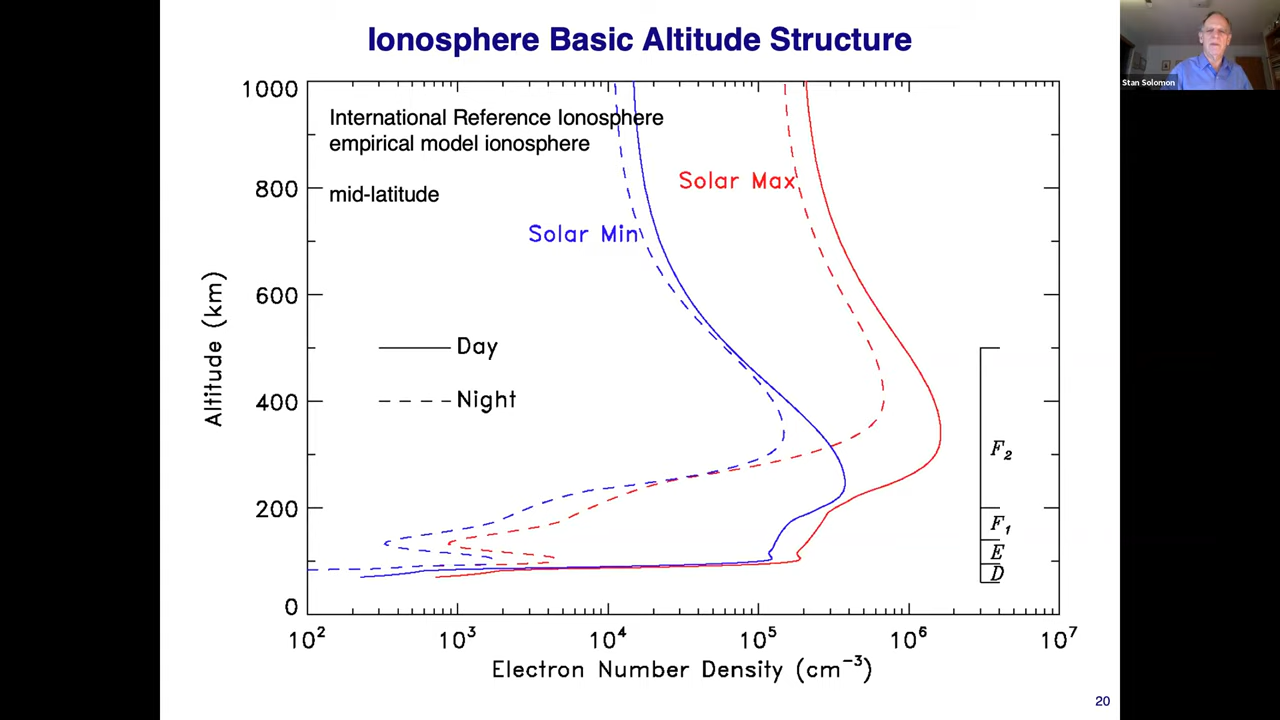 Ionosphere Basic Altitude Structure
Stan Solomon
1000
800
600
400
200
0
Altitude (km)
International Reference Ionosphere
empirical model ionosphere
mid-latitude
Solar Max
Solar Min
Day
Night
F₂
F₁
E
D
10² 10³ 10⁴ 10⁵ 10⁶ 10⁷
Electron Number Density (cm⁻³)
20